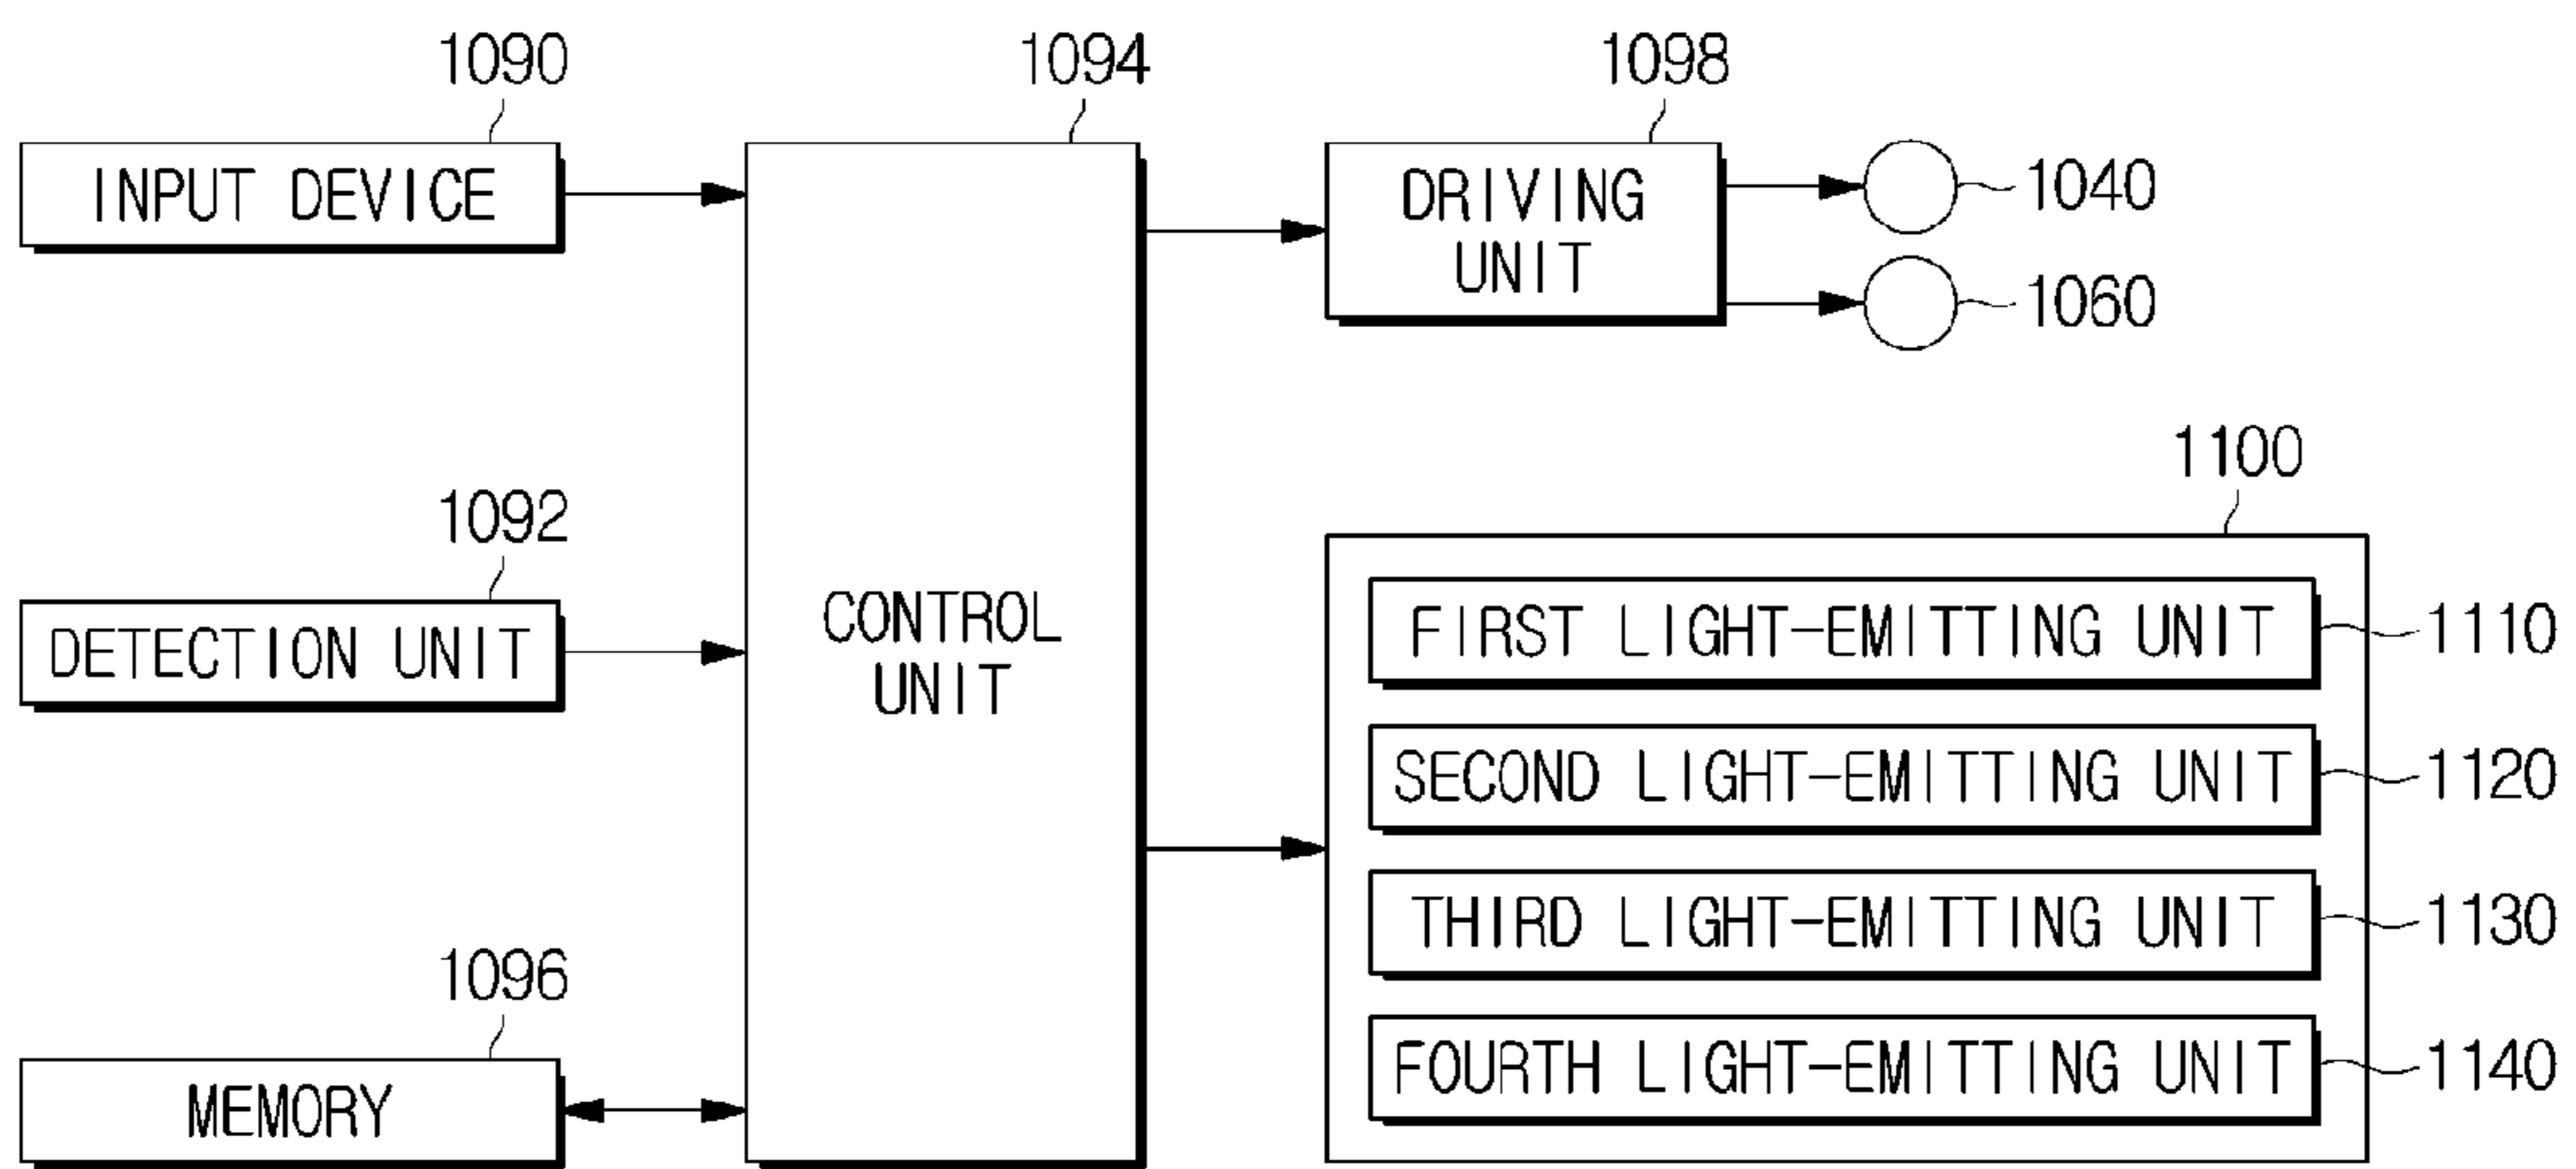 1090
INPUT DEVICE
1092
DETECTION UNIT
1096
MEMORY
1094
CONTROL
UNIT
1098
DRIVING
UNIT
1040
1060
1100
FIRST LIGHT-EMITTING UNIT
1110
SECOND LIGHT-EMITTING UNIT
1120
THIRD LIGHT-EMITTING UNIT
1130
FOURTH LIGHT-EMITTING UNIT
1140